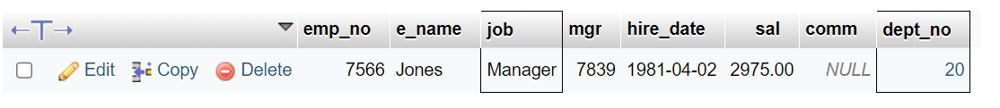 emp_no e_name job mgr hire_date sal comm dept_no
Edit Copy Delete 7566 Jones Manager 7839 1981-04-02 2975.00 NULL 20